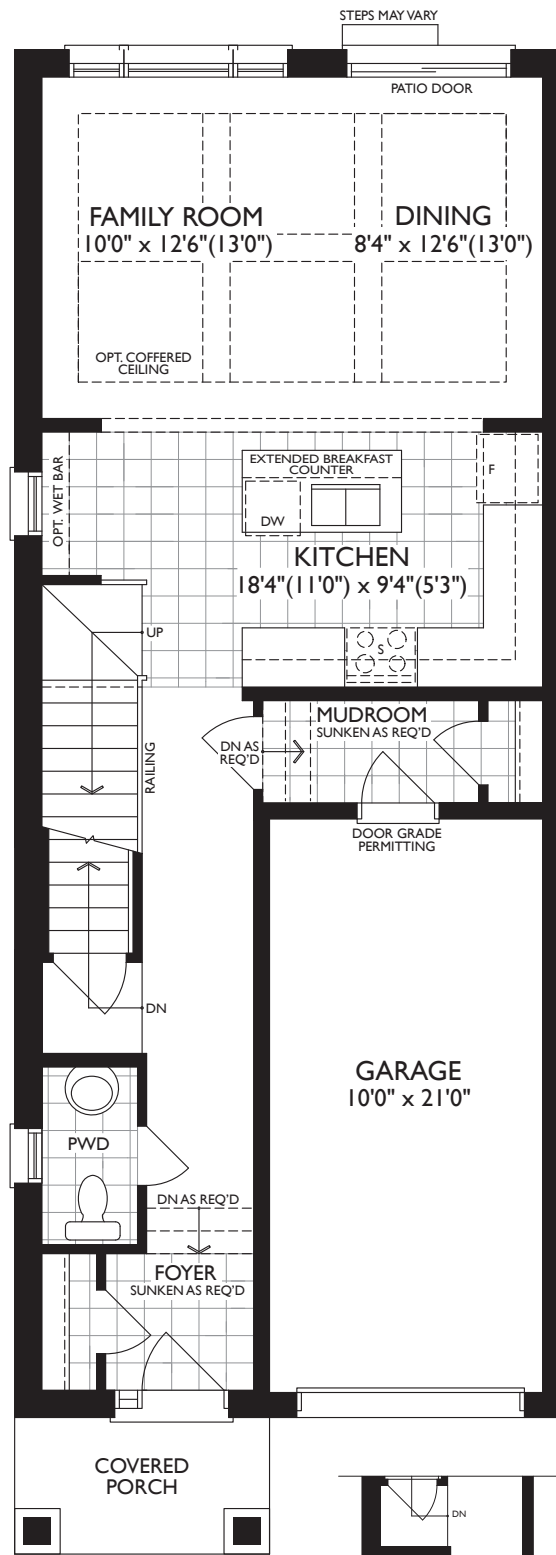 STEPS MAY VARY
PATIO DOOR
FAMILY ROOM
10'0" x 12'6"(13'0")
DINING
8'4" x 12'6"(13'0")
OPT. COFFERED
CEILING
OPT. WET BAR
EXTENDED BREAKFAST
COUNTER
F
DW
KITCHEN
18'4"(11'0") x 9'4"(5'3")
S
UP
RAILING
MUDROOM
SUNKEN AS REQ'D
DN AS
REQ'D
DOOR GRADE
PERMITTING
DN
GARAGE
10'0" x 21'0"
PWD
DN AS REQ'D
FOYER
SUNKEN AS REQ'D
COVERED
PORCH
DN